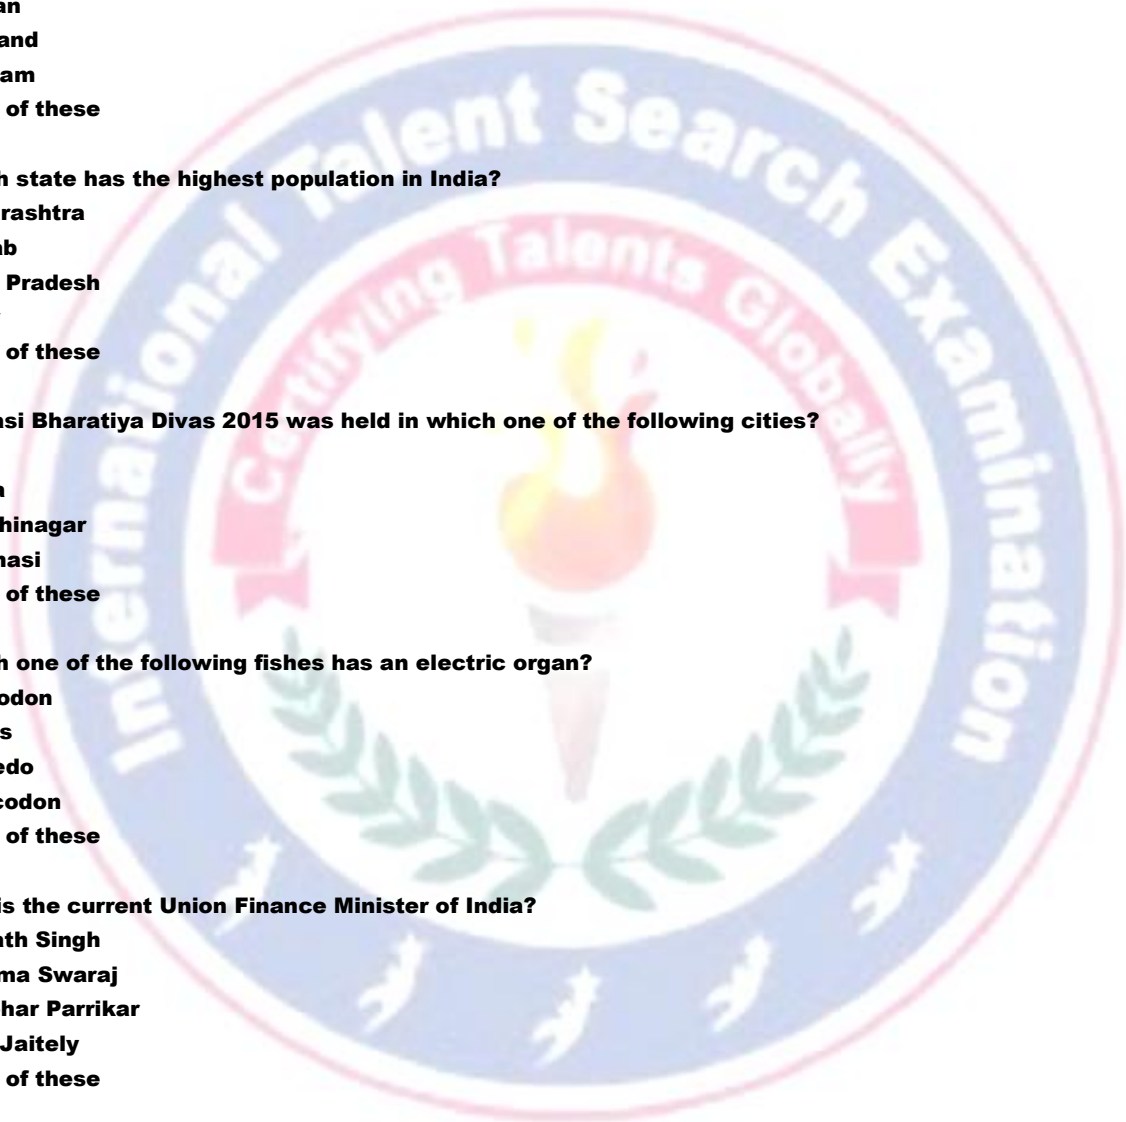 an
and
am
of these
h state has the highest population in India?
rashtra
ab
Pradesh
of these
asi Bharatiya Divas 2015 was held in which one of the following cities?
a
hinagar
nasi
of these
h one of the following fishes has an electric organ?
odon
s
edo
codon
of these
is the current Union Finance Minister of India?
ath Singh
ma Swaraj
har Parrikar
Jaitely
of these
International Talent Search Examination
Certifying Talents Globally